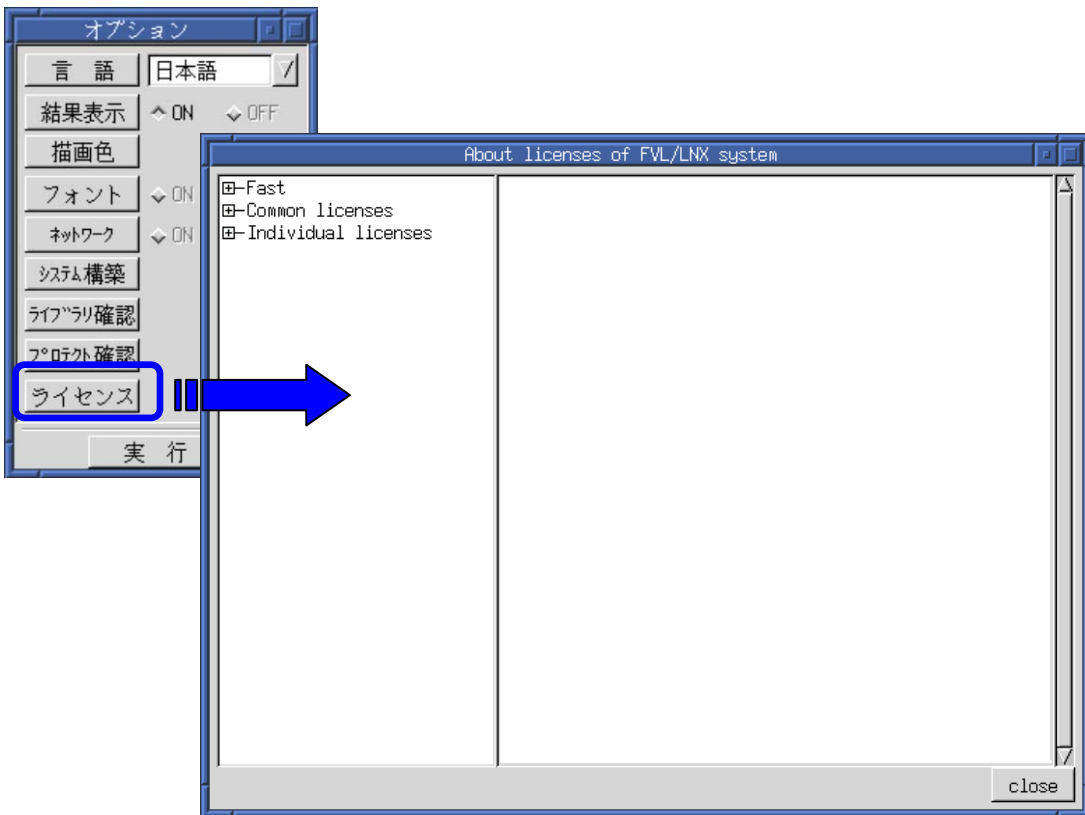 オプション
言 語 日本語
結果表示 ON OFF
描画色
フォント ON
ネットワーク ON
システム構築
ライブラリ確認
プロテクト確認
ライセンス
実 行
About licenses of FVL/LNX system
Fast
Common licenses
Individual licenses
close